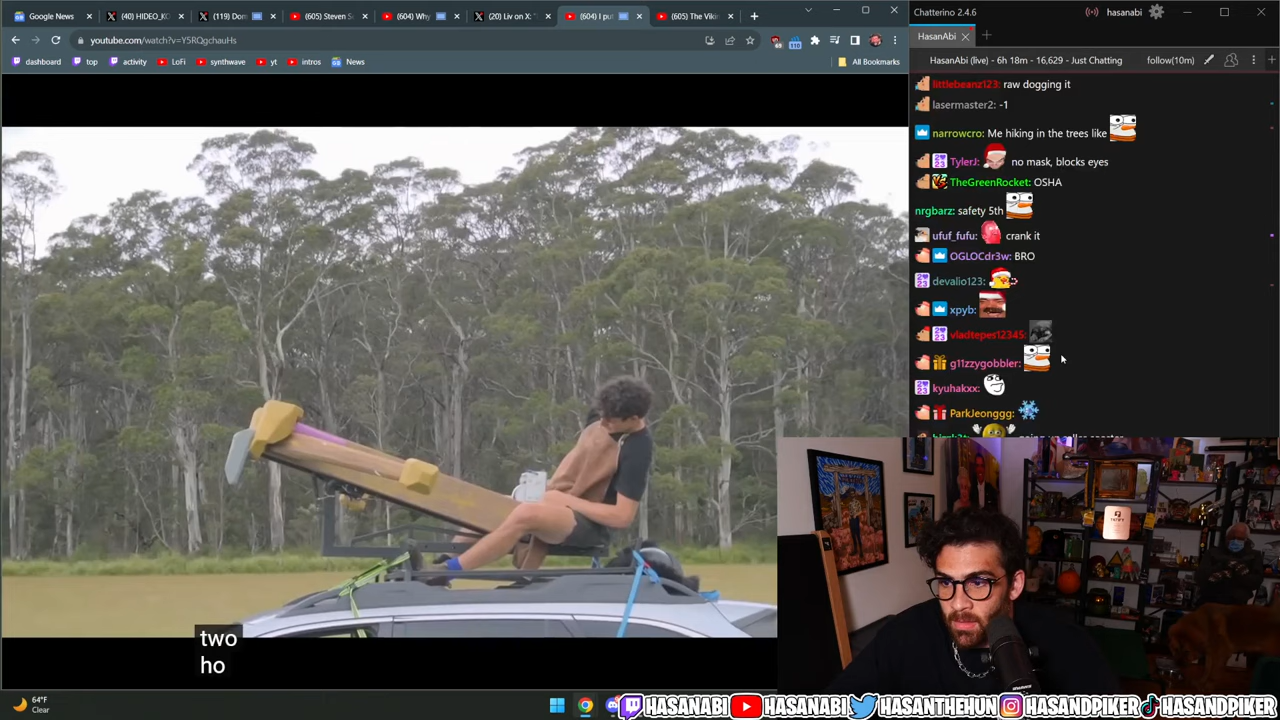 Google News
(40) HIDEO_KO
(119) Dom
(605) Steven S
(604) Why
(20) Liv on X: "
(604) I put
(605) The Viki
youtube.com/watch?v=Y5RQgchauHs
dashboard
top
activity
LoFi
synthwave
yt
intros
News
All Bookmarks
two
ho
64°F
Clear
Chatterino 2.4.6
hasanabi
HasanAbi
HasanAbi (live) - 6h 18m - 16,629 - Just Chatting
follow(10m)
littlebeanz123: raw dogging it
lasermaster2: -1
narrowcro: Me hiking in the trees like
TylerJ: no mask, blocks eyes
TheGreenRocket: OSHA
nrgbarz: safety 5th
ufuf_fufu: crank it
OGLOCdr3w: BRO
devalio123:
xpyb:
vladtepes12345:
g11zzygobbler:
kyuhakxx:
ParkJeonggg:
HASANABI
HASANABI
HASANTHEHUN
HASANDPIKER
HASANDPIKER